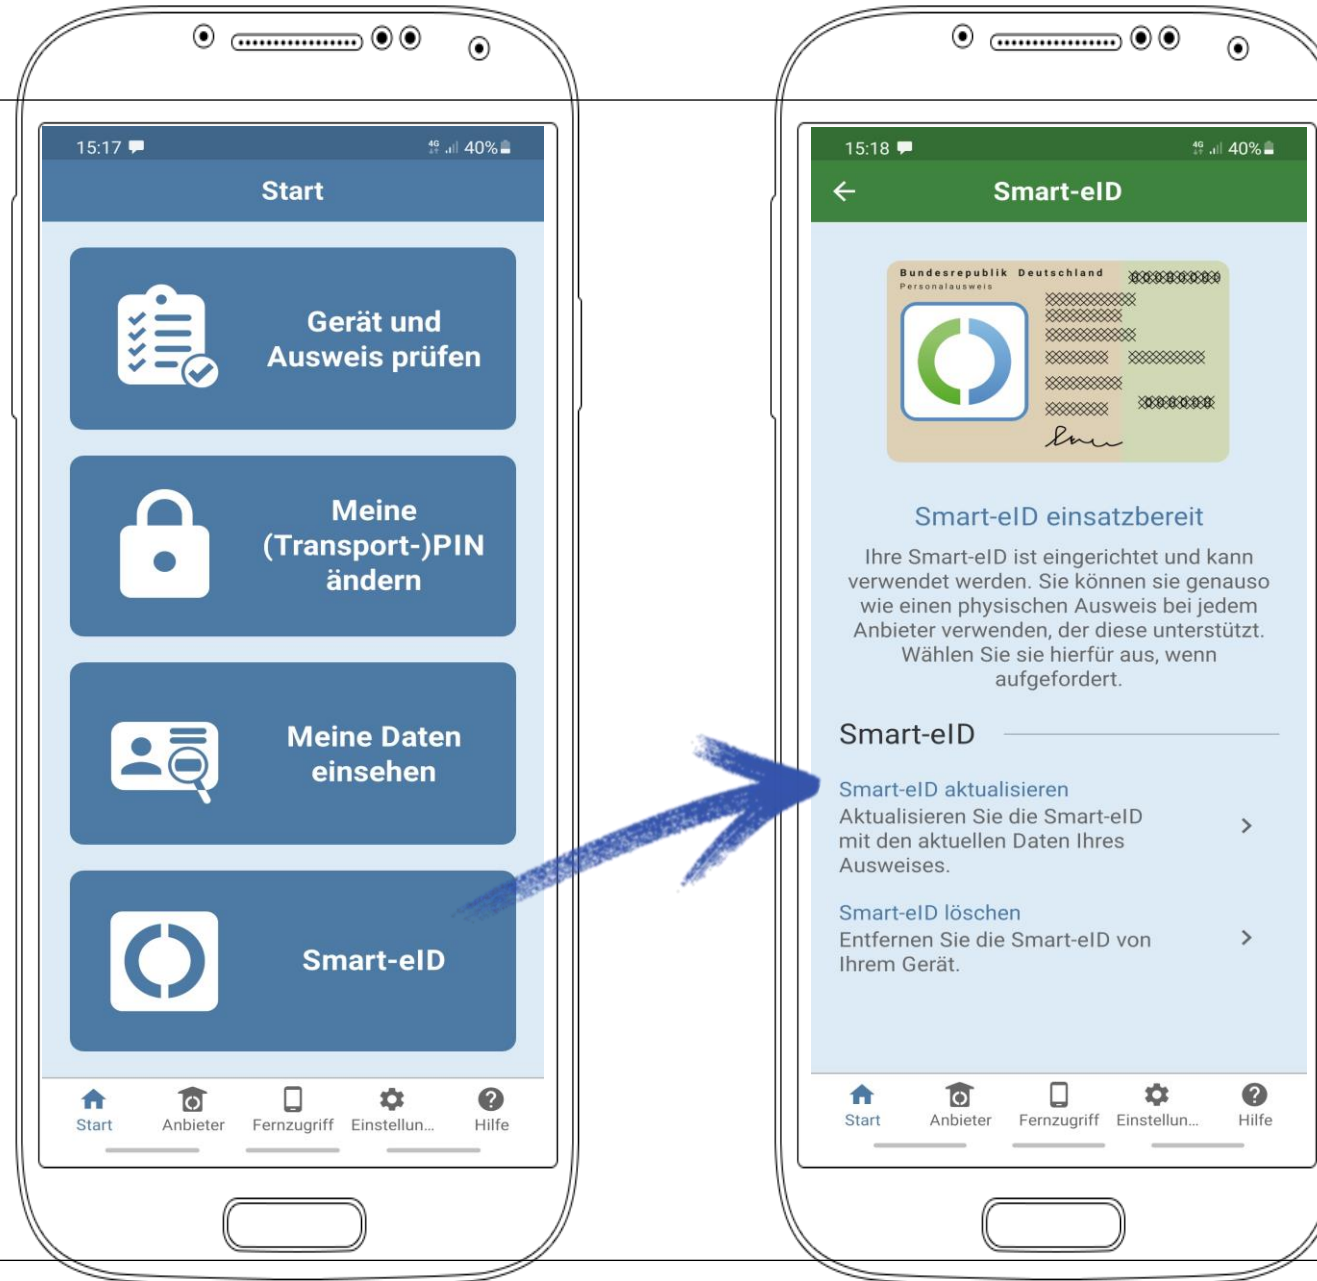 15:17
4G
40%
Start
Gerät und
Ausweis prüfen
Meine
(Transport-)PIN
ändern
Meine Daten
einsehen
Smart-eID
Start
Anbieter
Fernzugriff
Einstellun...
Hilfe
15:18
4G
40%
Smart-eID
Bundesrepublik Deutschland
Personalausweis
Smart-eID einsatzbereit
Ihre Smart-eID ist eingerichtet und kann
verwendet werden. Sie können sie genauso
wie einen physischen Ausweis bei jedem
Anbieter verwenden, der diese unterstützt.
Wählen Sie sie hierfür aus, wenn
aufgefordert.
Smart-eID
Smart-eID aktualisieren
Aktualisieren Sie die Smart-eID
mit den aktuellen Daten Ihres
Ausweises.
Smart-eID löschen
Entfernen Sie die Smart-eID von
Ihrem Gerät.
Start
Anbieter
Fernzugriff
Einstellun...
Hilfe